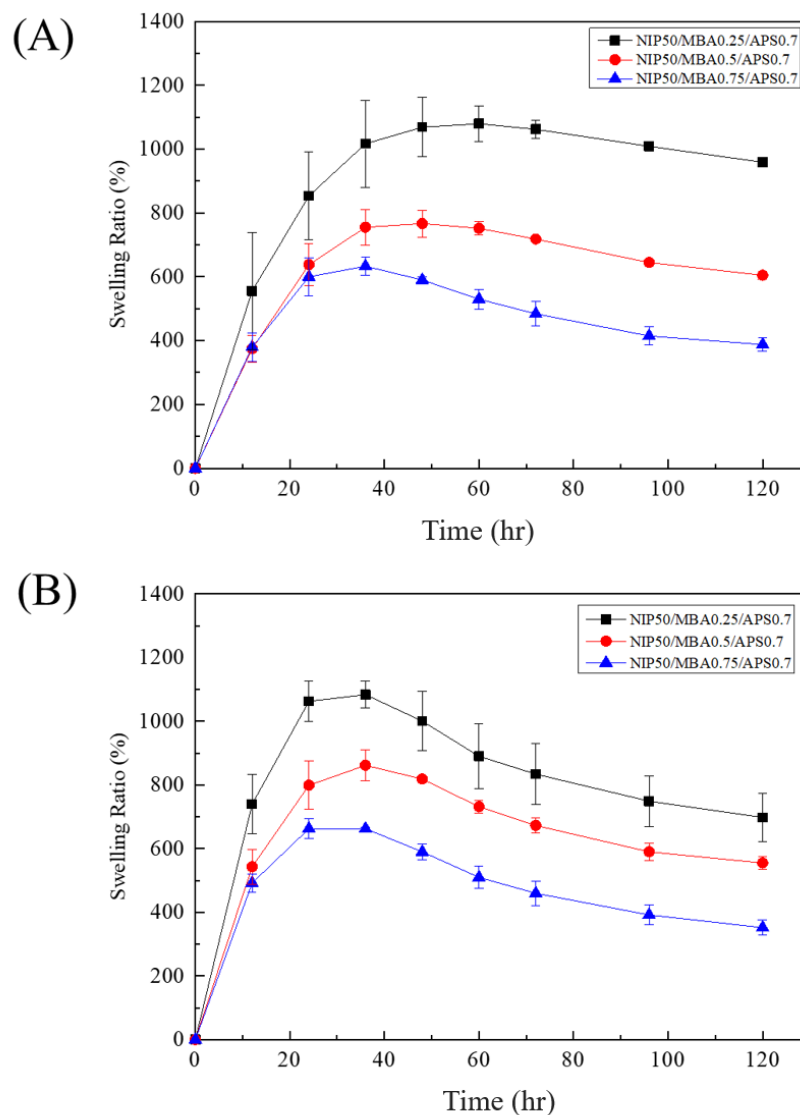 (A)
1400
1200
1000
800
600
400
200
0
Swelling Ratio (%)
NIP50/MBA0.25/APS0.7
NIP50/MBA0.5/APS0.7
NIP50/MBA0.75/APS0.7
0 20 40 60 80 100 120
Time (hr)
(B)
1400
1200
1000
800
600
400
200
0
Swelling Ratio (%)
NIP50/MBA0.25/APS0.7
NIP50/MBA0.5/APS0.7
NIP50/MBA0.75/APS0.7
0 20 40 60 80 100 120
Time (hr)